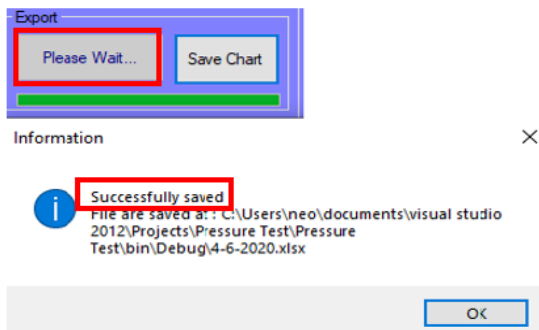 Export
Please Wait...
Save Chart
Information
Successfully saved
File are saved at : C:\Users\neo\documents\visual studio
2012\Projects\Pressure Test\Pressure
Test\bin\Debug\4-6-2020.xlsx
OK